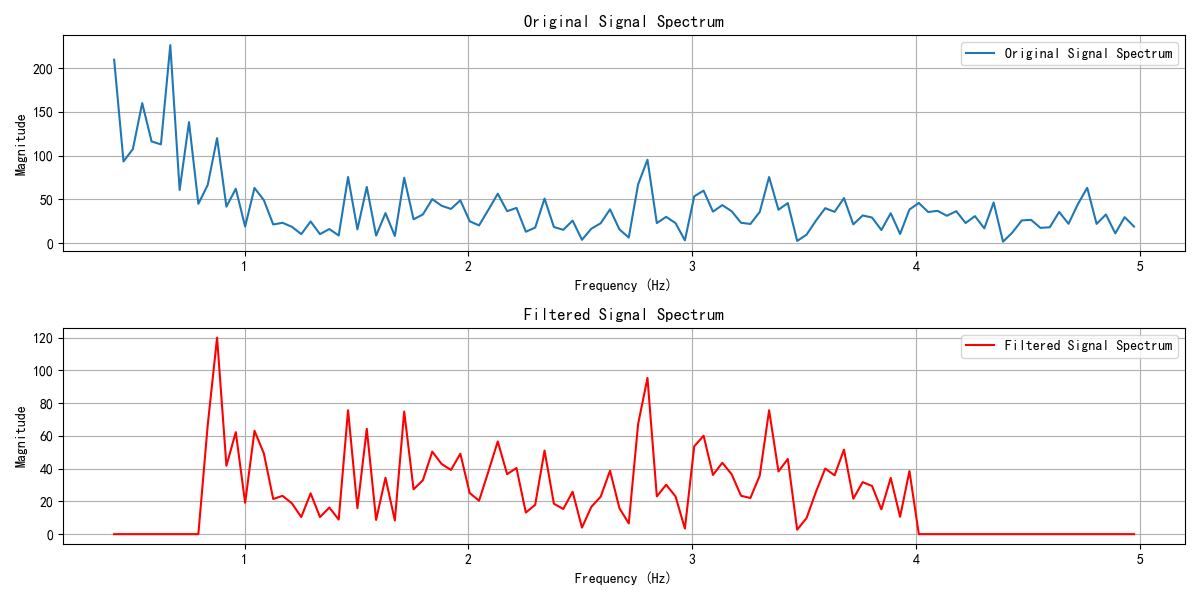 Original Signal Spectrum
Original Signal Spectrum
200
150
100
50
0
Magnitude
1 2 3 4 5
Frequency (Hz)
Filtered Signal Spectrum
Filtered Signal Spectrum
120
100
80
60
40
20
0
Magnitude
1 2 3 4 5
Frequency (Hz)